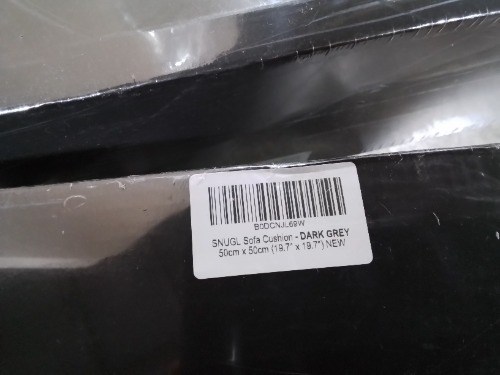 B0DCNJL69W
SNUGL Sofa Cushion - DARK GREY
50cm x 50cm (19.7" x 19.7") NEW